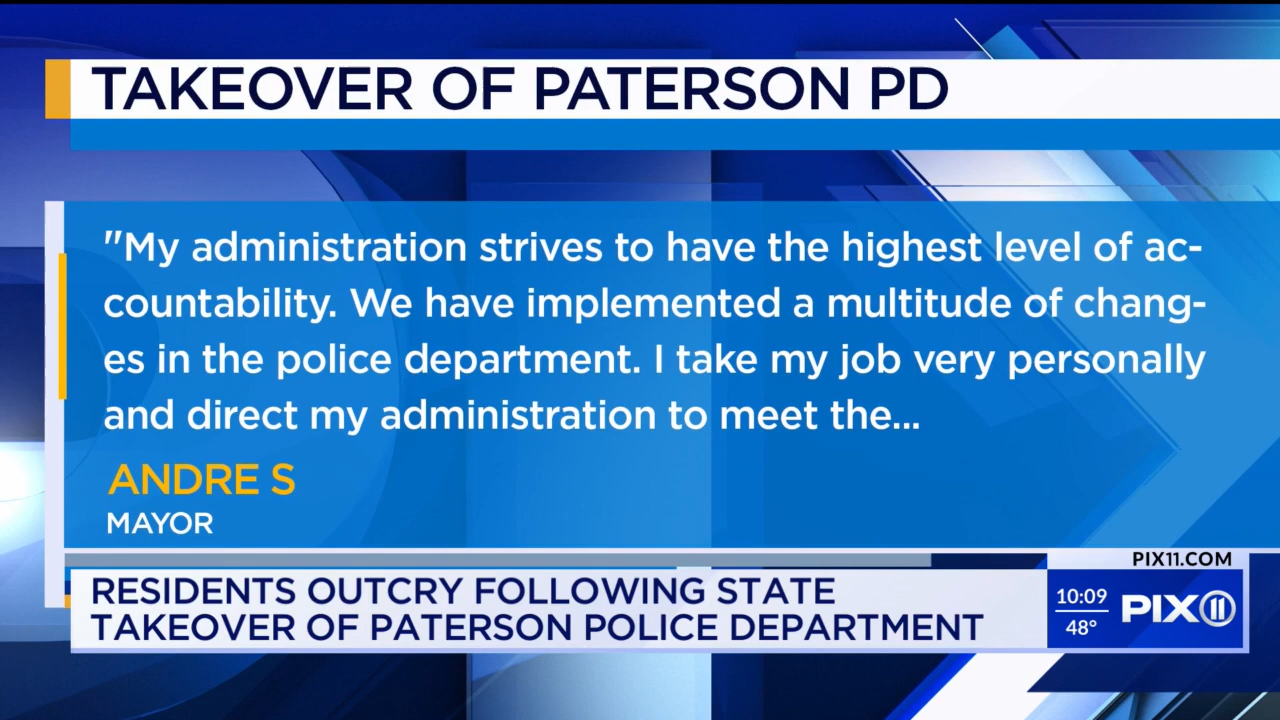 TAKEOVER OF PATERSON PD
"My administration strives to have the highest level of ac-
countability. We have implemented a multitude of chang-
es in the police department. I take my job very personally
and direct my administration to meet the...
ANDRE S
MAYOR
RESIDENTS OUTCRY FOLLOWING STATE
TAKEOVER OF PATERSON POLICE DEPARTMENT
PIX11.COM
10:09
48°
PIX11